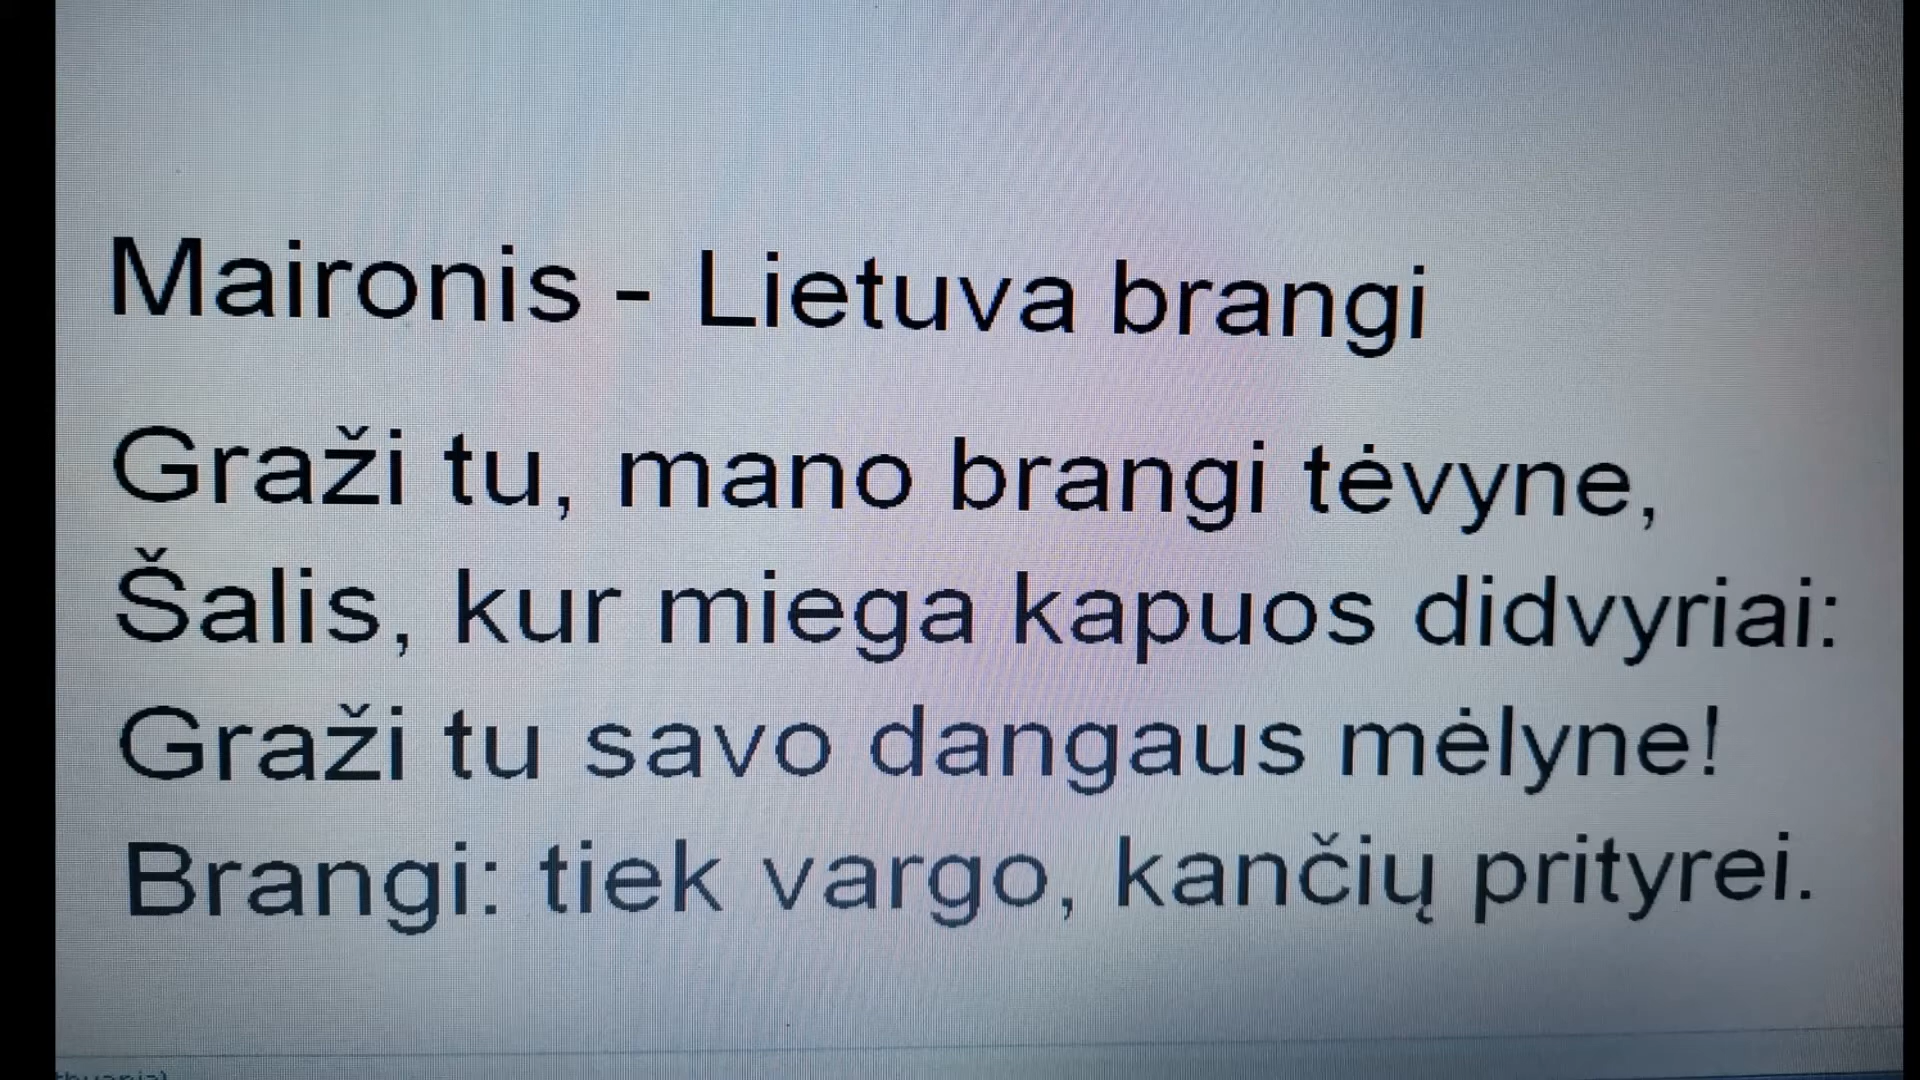 Maironis - Lietuva brangi
Graži tu, mano brangi tėvyne,
Šalis, kur miega kapuos didvyriai:
Graži tu savo dangaus mėlyne!
Brangi: tiek vargo, kančių prityrei.